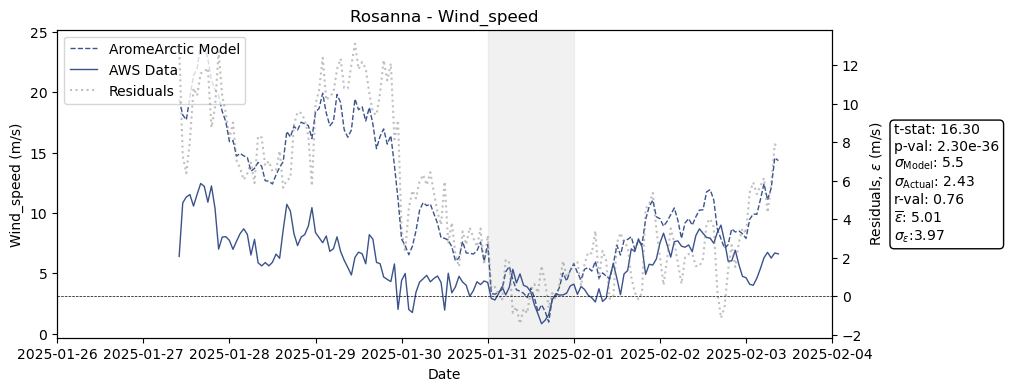 Rosanna - Wind_speed
AromeArctic Model
AWS Data
Residuals
25
20
15
10
5
0
Wind_speed (m/s)
12
10
8
6
4
2
0
−2
Residuals, ε (m/s)
t-stat: 16.30
p-val: 2.30e-36
σModel: 5.5
σActual: 2.43
r-val: 0.76
ε̅: 5.01
σε:3.97
2025-01-26 2025-01-27 2025-01-28 2025-01-29 2025-01-30 2025-01-31 2025-02-01 2025-02-02 2025-02-03 2025-02-04
Date